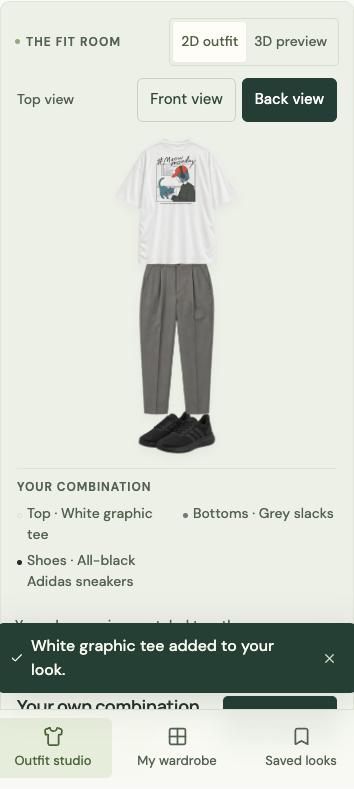 THE FIT ROOM
2D outfit
3D preview
Top view
Front view
Back view
#Meow
monday
YOUR COMBINATION
Top · White graphic
tee
Bottoms · Grey slacks
Shoes · All-black
Adidas sneakers
White graphic tee added to your
look.
Your own combination
Outfit studio
My wardrobe
Saved looks